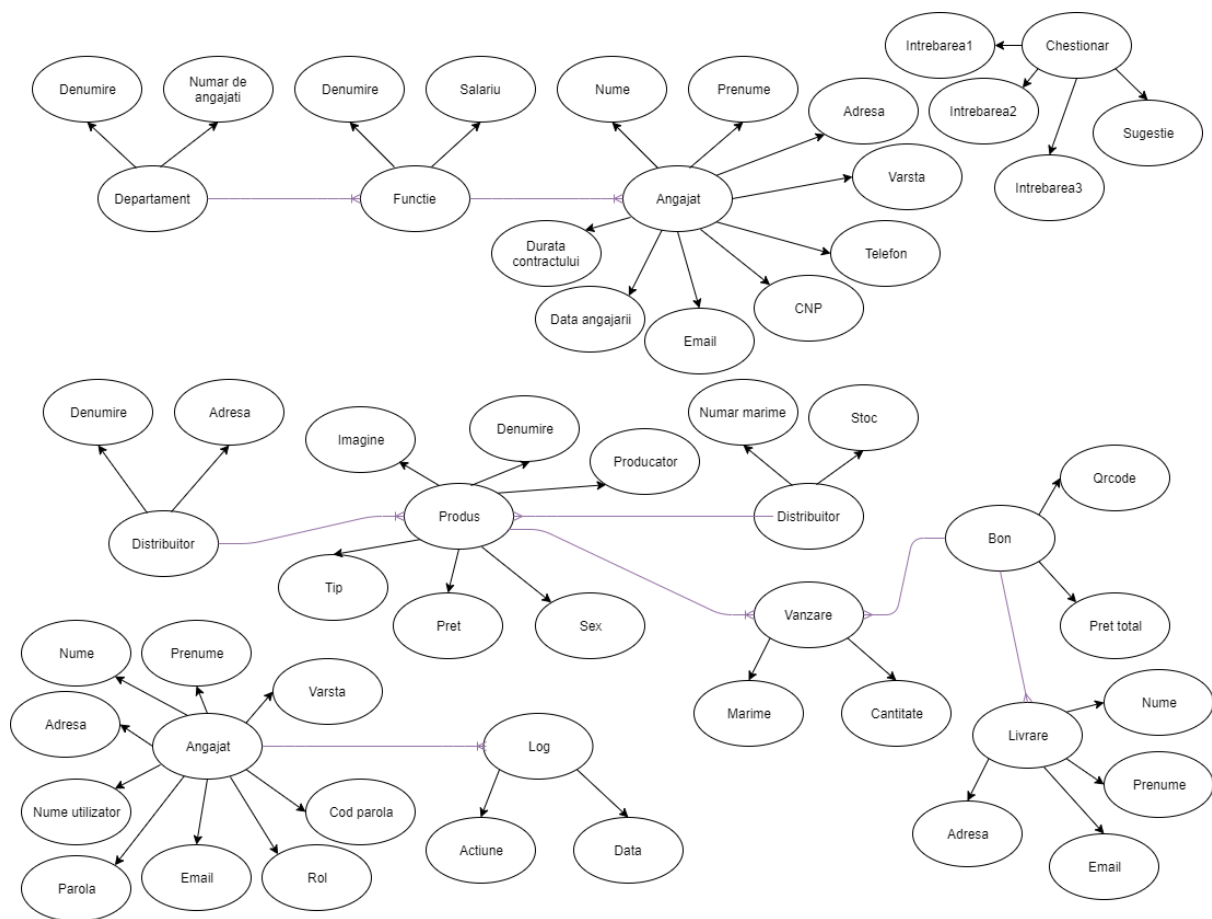 Intrebarea1
Chestionar
Denumire
Numar de
angajati
Denumire
Salariu
Nume
Prenume
Adresa
Intrebarea2
Sugestie
Departament
Functie
Angajat
Varsta
Intrebarea3
Durata
contractului
Telefon
Data angajarii
CNP
Email
Denumire
Adresa
Imagine
Denumire
Producator
Numar marime
Stoc
Qrcode
Distribuitor
Produs
Distribuitor
Bon
Tip
Pret
Sex
Vanzare
Pret total
Nume
Prenume
Varsta
Marime
Cantitate
Nume
Adresa
Angajat
Log
Livrare
Prenume
Nume utilizator
Cod parola
Adresa
Email
Parola
Email
Rol
Actiune
Data